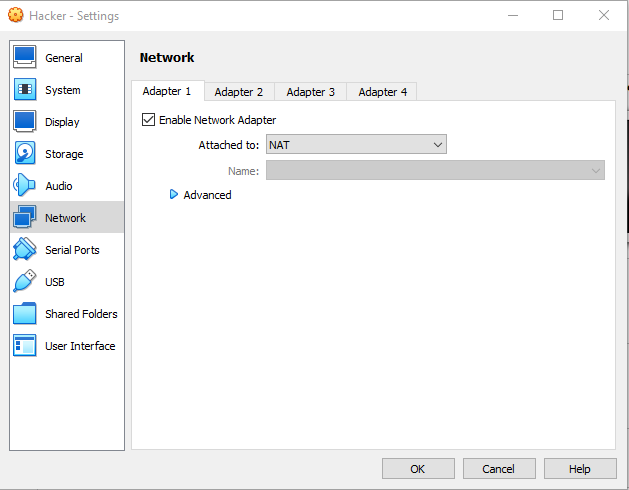 Hacker - Settings
General
System
Display
Storage
Audio
Network
Serial Ports
USB
Shared Folders
User Interface
Network
Adapter 1 Adapter 2 Adapter 3 Adapter 4
Enable Network Adapter
Attached to: NAT
Name:
Advanced
OK Cancel Help